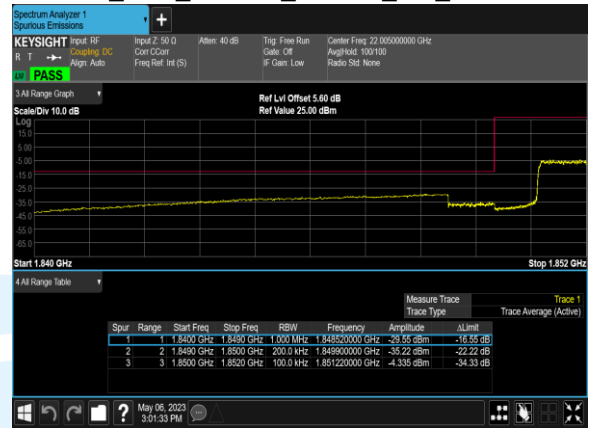 Spectrum Analyzer 1
Spurious Emissions
+
KEYSIGHT Input: RF Input Z: 50 Ω Atten: 40 dB Trig: Free Run Center Freq: 22.005000000 GHz
R T Coupling: DC Corr CCorr Gate: Off Avg|Hold: 100/100
Align: Auto Freq Ref: Int (S) IF Gain: Low Radio Std: None
LW PASS
3 All Range Graph
Ref Lvl Offset 5.60 dB
Scale/Div 10.0 dB Ref Value 25.00 dBm
Log
15.0
5.00
-5.00
-15.0
-25.0
-35.0
-45.0
-55.0
-65.0
Start 1.840 GHz Stop 1.852 GHz
4 All Range Table
Measure Trace Trace 1
Trace Type Trace Average (Active)
Spur Range Start Freq Stop Freq RBW Frequency Amplitude ΔLimit
1 1 1.8400 GHz 1.8490 GHz 1.000 MHz 1.848520000 GHz -29.55 dBm -16.55 dB
2 2 1.8490 GHz 1.8500 GHz 200.0 kHz 1.849900000 GHz -35.22 dBm -22.22 dB
3 3 1.8500 GHz 1.8520 GHz 100.0 kHz 1.851220000 GHz -4.335 dBm -34.33 dB
? May 06, 2023
3:01:33 PM